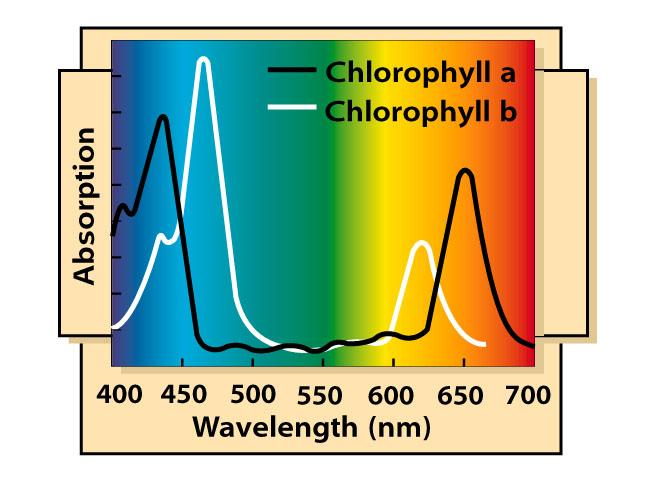 Chlorophyll a
Chlorophyll b
Absorption
400 450 500 550 600 650 700
Wavelength (nm)